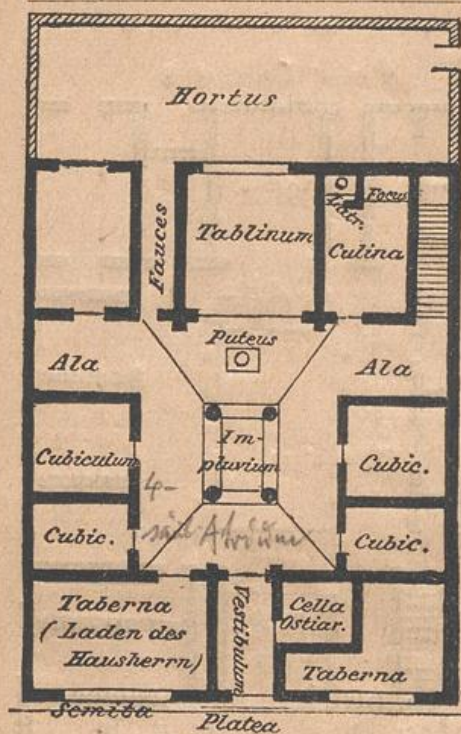 Hortus
Fauces
Tablinum
Latr.
Focus
Culina
Puteus
Ala
Ala
Cubiculum
Im-
pluvium
Cubic.
Cubic.
4-
Atrium
Cubic.
Taberna
(Laden des
Hausherrn)
Vestibulum
Cella
Ostiar.
Taberna
Semita
Platea